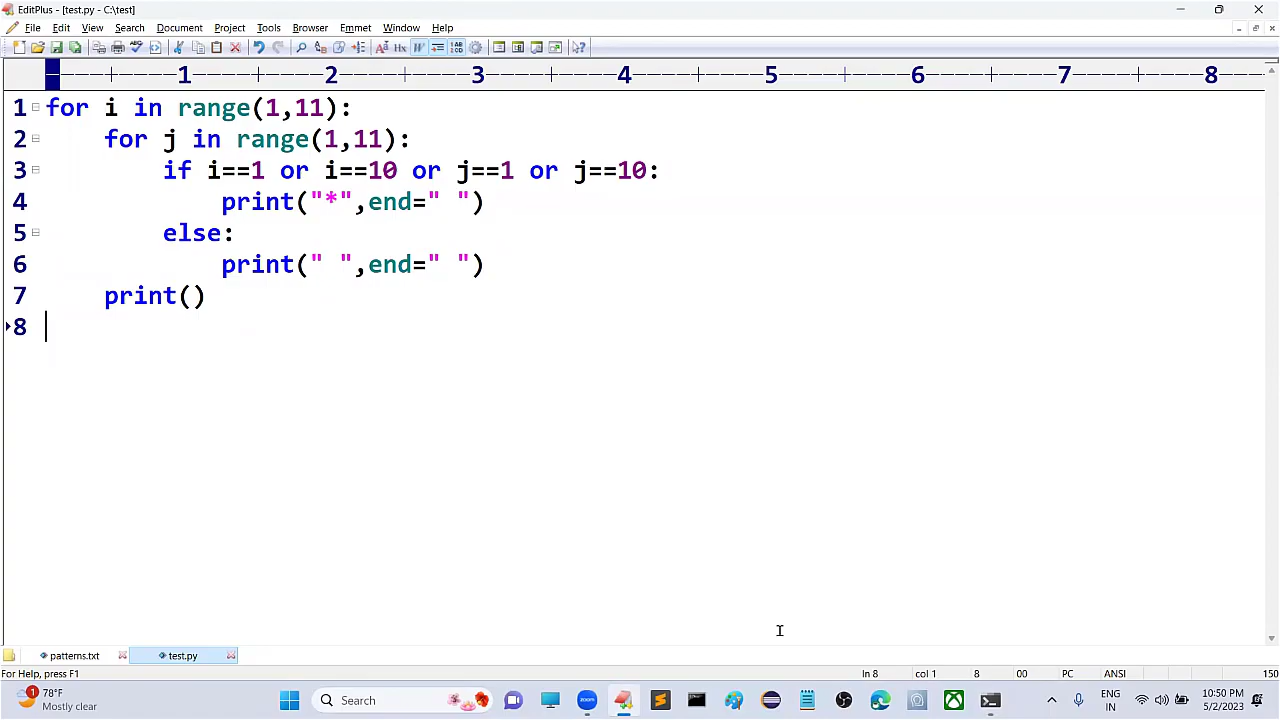 EditPlus - [test.py - C:\test]
File Edit View Search Document Project Tools Browser Emmet Window Help
----+----1----+----2----+----3----+----4----+----5----+----6----+----7----+----8----
1 for i in range(1,11):
2     for j in range(1,11):
3         if i==1 or i==10 or j==1 or j==10:
4             print("*",end=" ")
5         else:
6             print(" ",end=" ")
7     print()
8
patterns.txt test.py
For Help, press F1 ln 8 col 1 8 00 PC ANSI 150
1 78°F Search ENG 10:50 PM
Mostly clear IN 5/2/2023